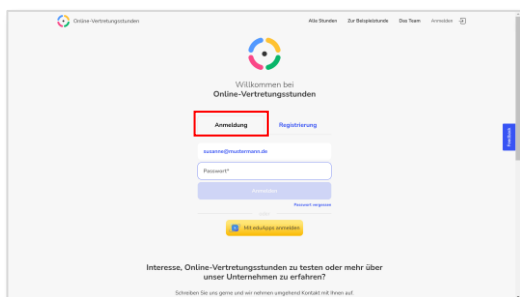 Online-Vertretungsstunden
Alle Stunden Zur Beispielstunde Das Team Anmelden
Willkommen bei
Online-Vertretungsstunden
Anmeldung Registrierung
susanne@mustermann.de
Passwort*
Anmelden
Passwort vergessen
Mit eduApps anmelden
Feedback
Interesse, Online-Vertretungsstunden zu testen oder mehr über
unser Unternehmen zu erfahren?
Schreiben Sie uns gerne und wir nehmen umgehend Kontakt mit Ihnen auf.